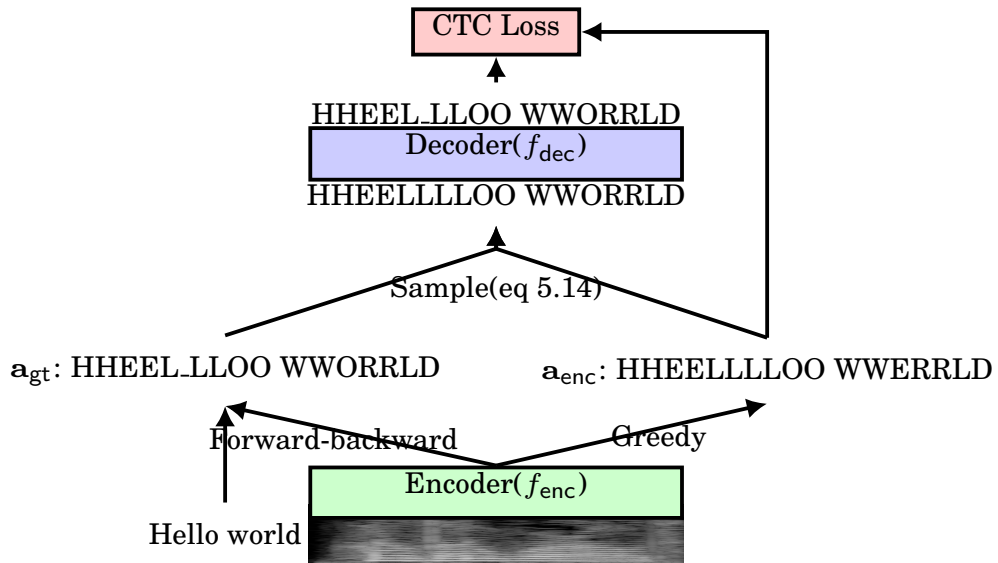 CTC Loss
HHEEL_LLOO WWORRLD
Decoder(f_dec)
HHEELLLLOO WWORRLD
Sample(eq 5.14)
a_gt: HHEEL_LLOO WWORRLD
a_enc: HHEELLLLOO WWERRLD
Forward-backward
Greedy
Encoder(f_enc)
Hello world